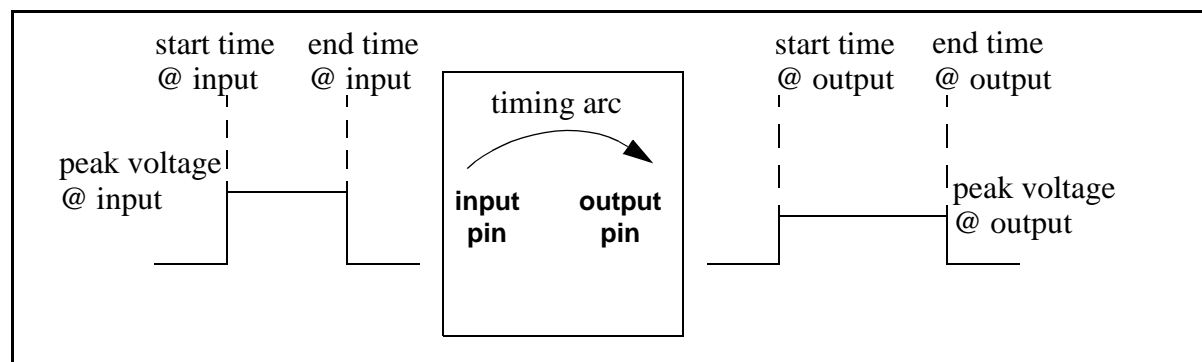 start time
@ input
end time
@ input
start time
@ output
end time
@ output
timing arc
peak voltage
@ input
input
pin
output
pin
peak voltage
@ output